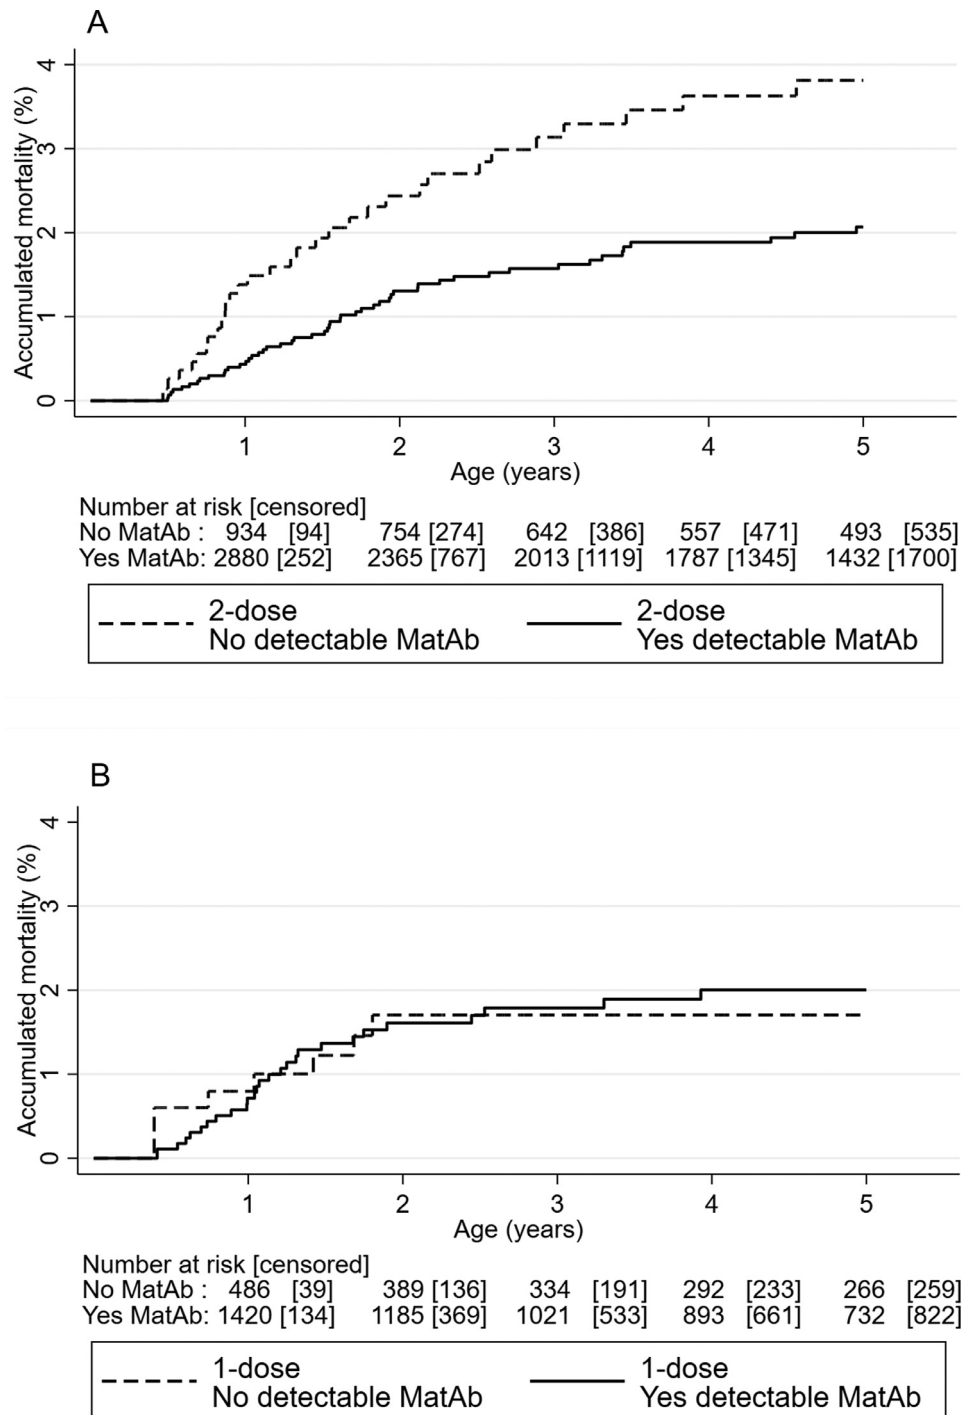 A
Accumulated mortality (%)
4
3
2
1
0
1 2 3 4 5
Age (years)
Number at risk [censored]
No MatAb : 934 [94] 754 [274] 642 [386] 557 [471] 493 [535]
Yes MatAb: 2880 [252] 2365 [767] 2013 [1119] 1787 [1345] 1432 [1700]
2-dose
No detectable MatAb
2-dose
Yes detectable MatAb
B
Accumulated mortality (%)
4
3
2
1
0
1 2 3 4 5
Age (years)
Number at risk [censored]
No MatAb : 486 [39] 389 [136] 334 [191] 292 [233] 266 [259]
Yes MatAb: 1420 [134] 1185 [369] 1021 [533] 893 [661] 732 [822]
1-dose
No detectable MatAb
1-dose
Yes detectable MatAb